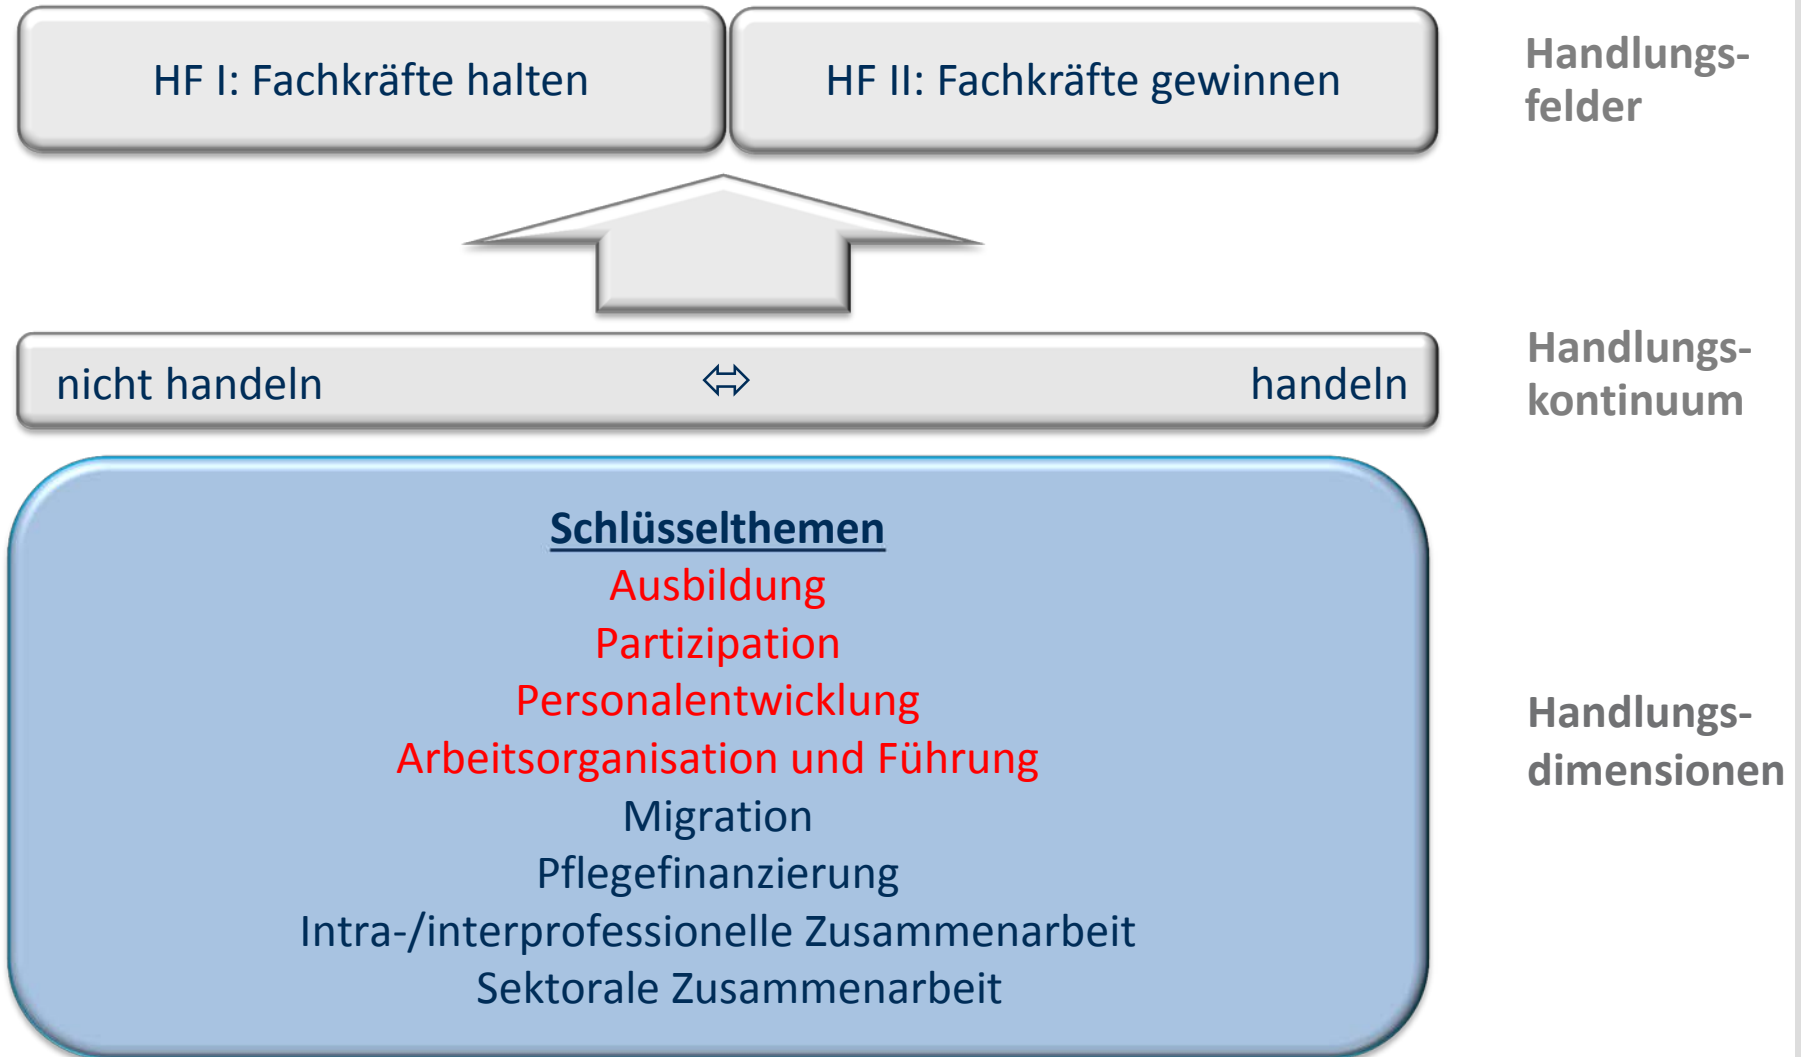 HF I: Fachkräfte halten
HF II: Fachkräfte gewinnen
Handlungs-
felder
nicht handeln ⬄ handeln
Handlungs-
kontinuum
Schlüsselthemen
Ausbildung
Partizipation
Personalentwicklung
Arbeitsorganisation und Führung
Migration
Pflegefinanzierung
Intra-/interprofessionelle Zusammenarbeit
Sektorale Zusammenarbeit
Handlungs-
dimensionen